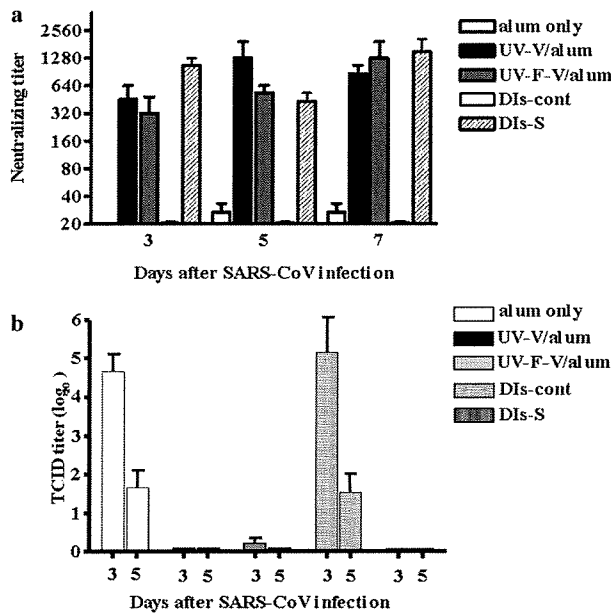 a
Neutralizing titer
2560
1280
640
320
160
80
40
20
3 5 7
Days after SARS-CoV infection
alum only
UV-V/alum
UV-F-V/alum
DIs-cont
DIs-S
b
TCID titer (log₁₀)
6
5
4
3
2
1
0
3 5 3 5 3 5 3 5 3 5
Days after SARS-CoV infection
alum only
UV-V/alum
UV-F-V/alum
DIs-cont
DIs-S